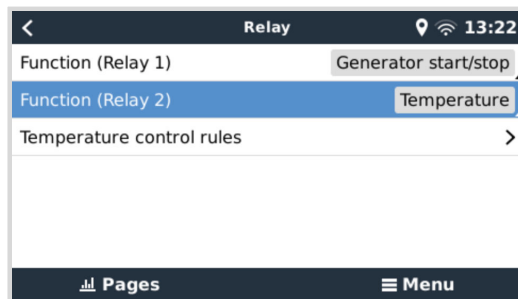 Relay 13:22
Function (Relay 1) Generator start/stop
Function (Relay 2) Temperature
Temperature control rules
Pages Menu